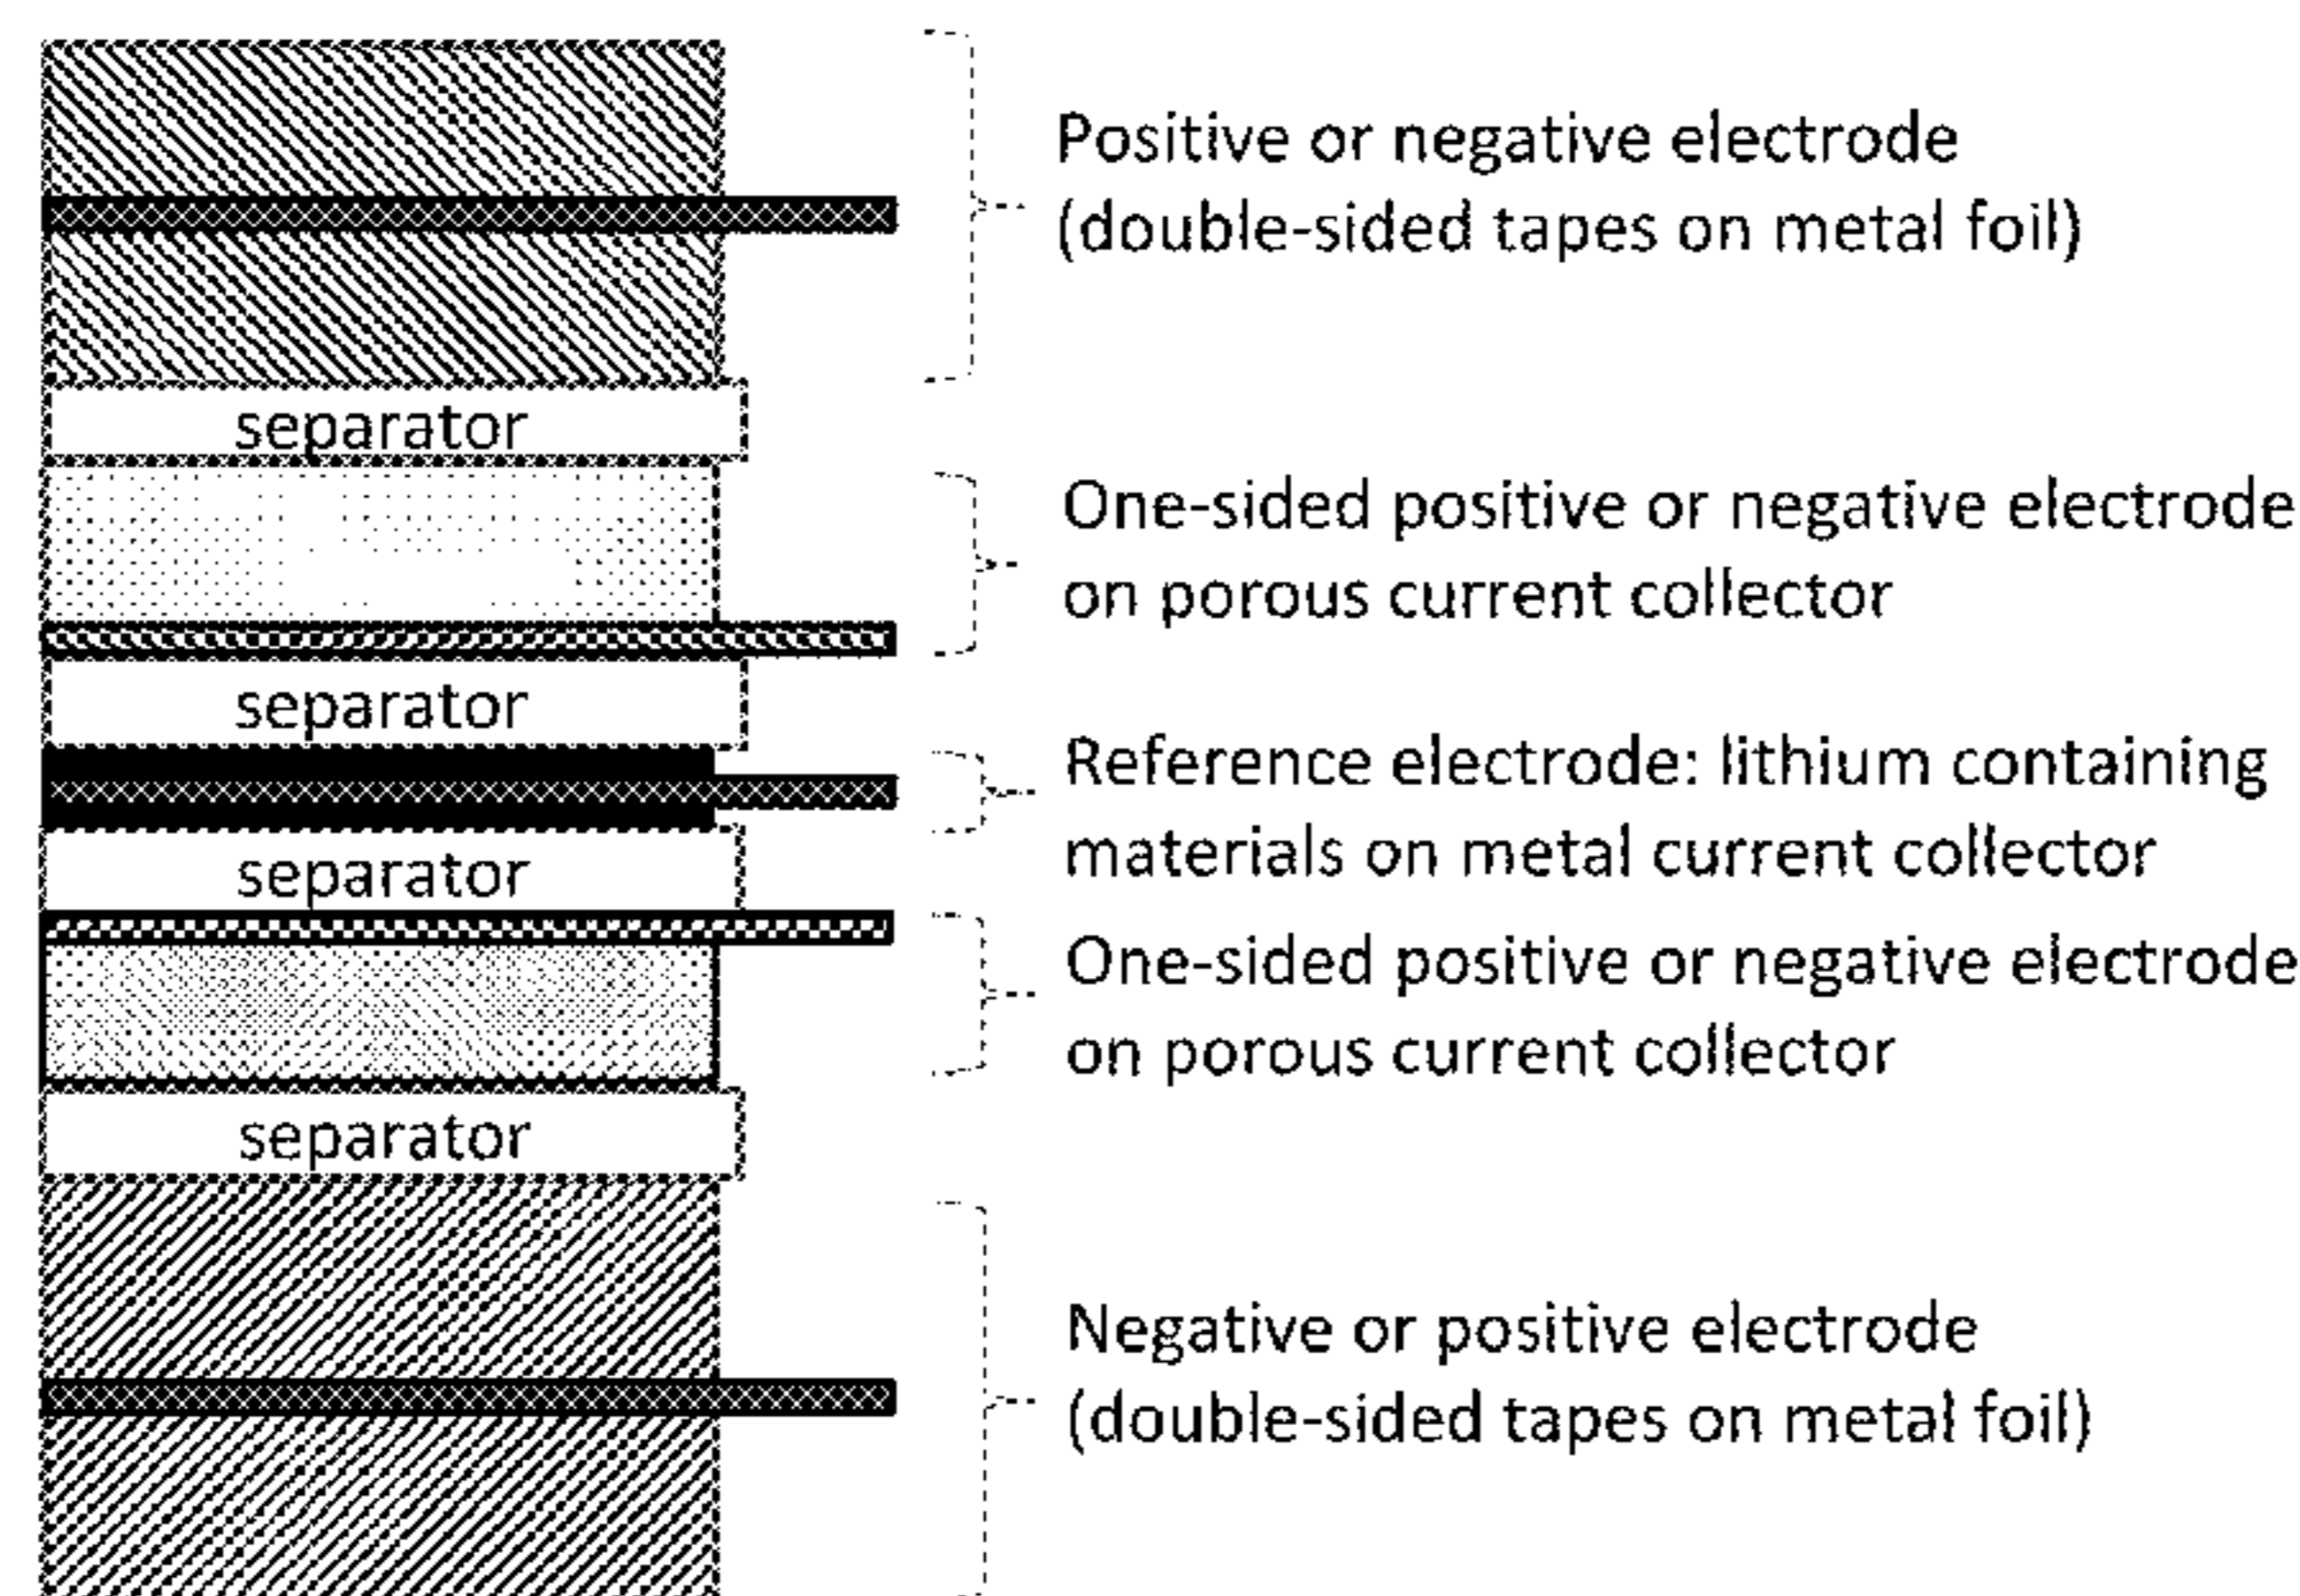 Positive or negative electrode
(double-sided tapes on metal foil)
separator
One-sided positive or negative electrode
on porous current collector
separator
Reference electrode: lithium containing
materials on metal current collector
separator
One-sided positive or negative electrode
on porous current collector
separator
Negative or positive electrode
(double-sided tapes on metal foil)